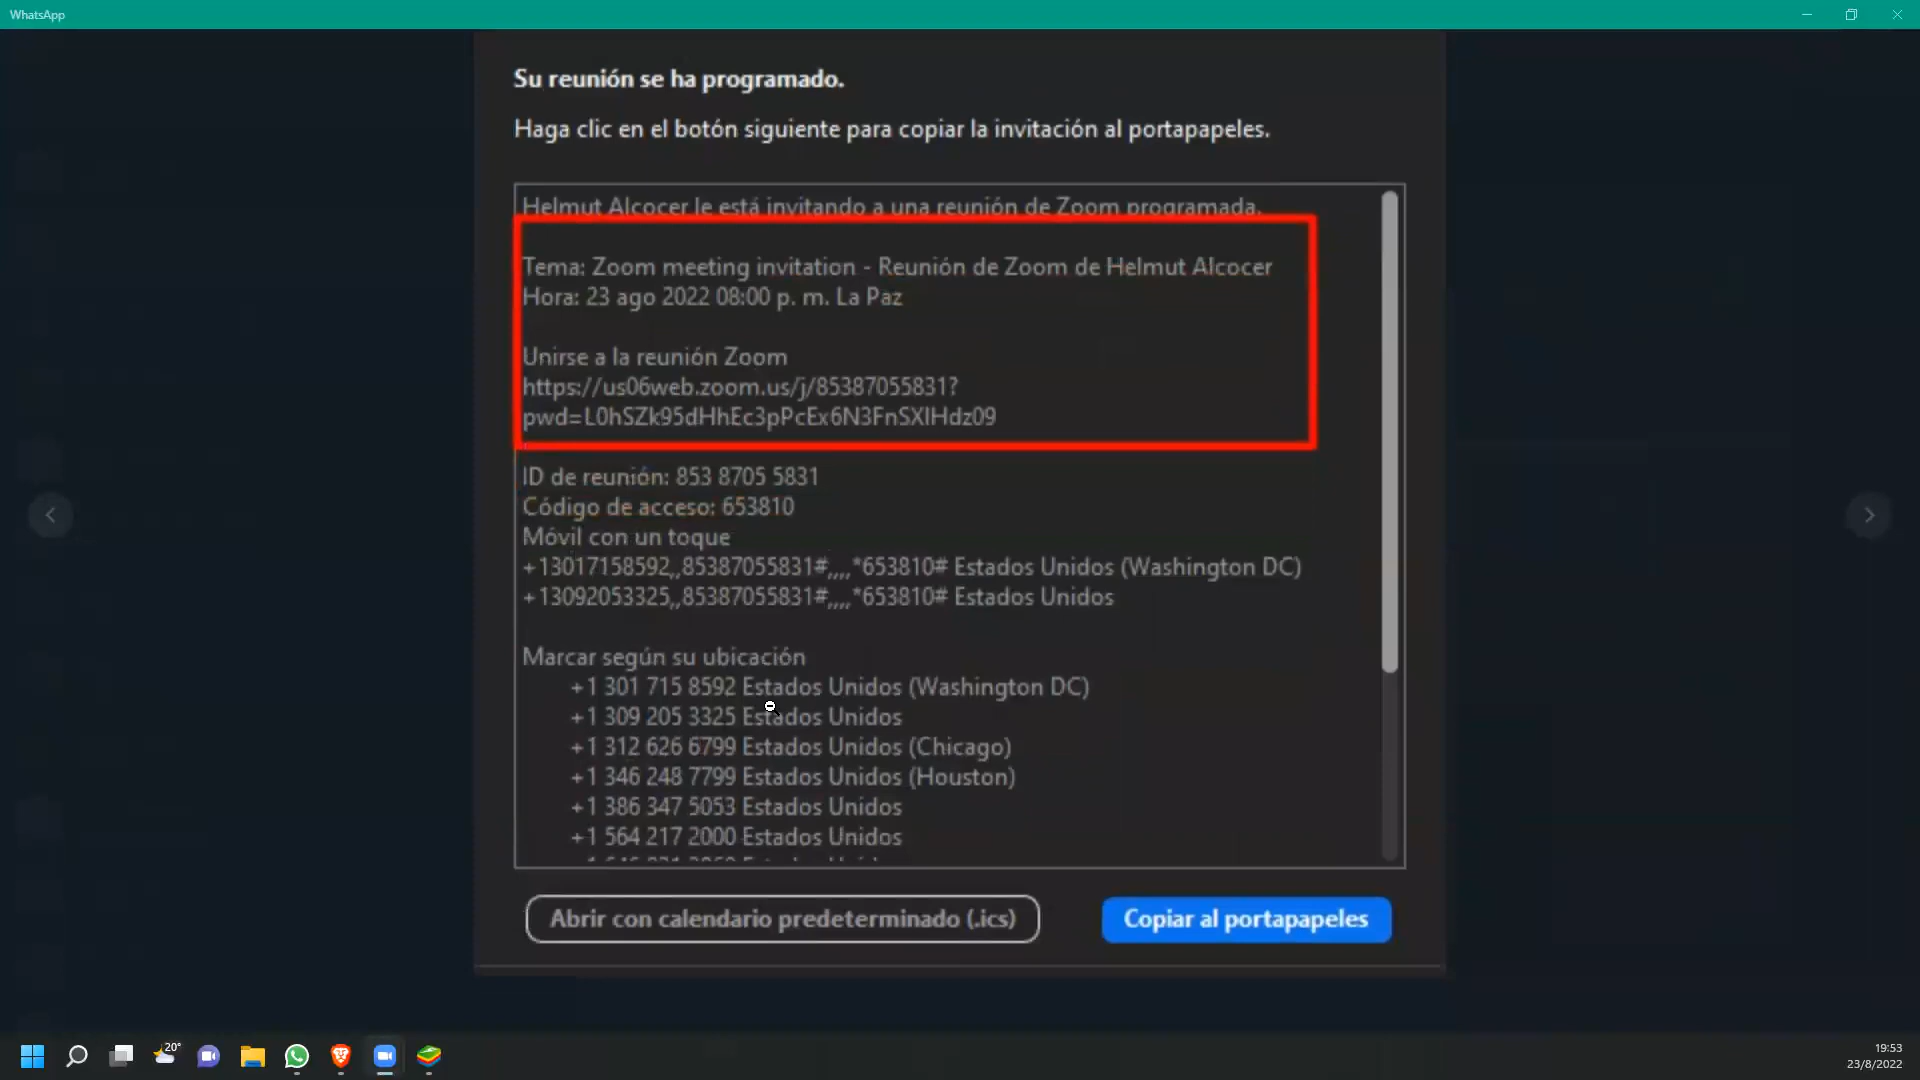 WhatsApp
Su reunión se ha programado.
Haga clic en el botón siguiente para copiar la invitación al portapapeles.
Helmut Alcocer le está invitando a una reunión de Zoom programada.
Tema: Zoom meeting invitation - Reunión de Zoom de Helmut Alcocer
Hora: 23 ago 2022 08:00 p. m. La Paz
Unirse a la reunión Zoom
https://us06web.zoom.us/j/85387055831?
pwd=L0hSZk95dHhEc3pPcEx6N3FnSXlHdz09
ID de reunión: 853 8705 5831
Código de acceso: 653810
Móvil con un toque
+13017158592,,85387055831#,,,,*653810# Estados Unidos (Washington DC)
+13092053325,,85387055831#,,,,*653810# Estados Unidos
Marcar según su ubicación
+1 301 715 8592 Estados Unidos (Washington DC)
+1 309 205 3325 Estados Unidos
+1 312 626 6799 Estados Unidos (Chicago)
+1 346 248 7799 Estados Unidos (Houston)
+1 386 347 5053 Estados Unidos
+1 564 217 2000 Estados Unidos
Abrir con calendario predeterminado (.ics)
Copiar al portapapeles
20°
19:53
23/8/2022